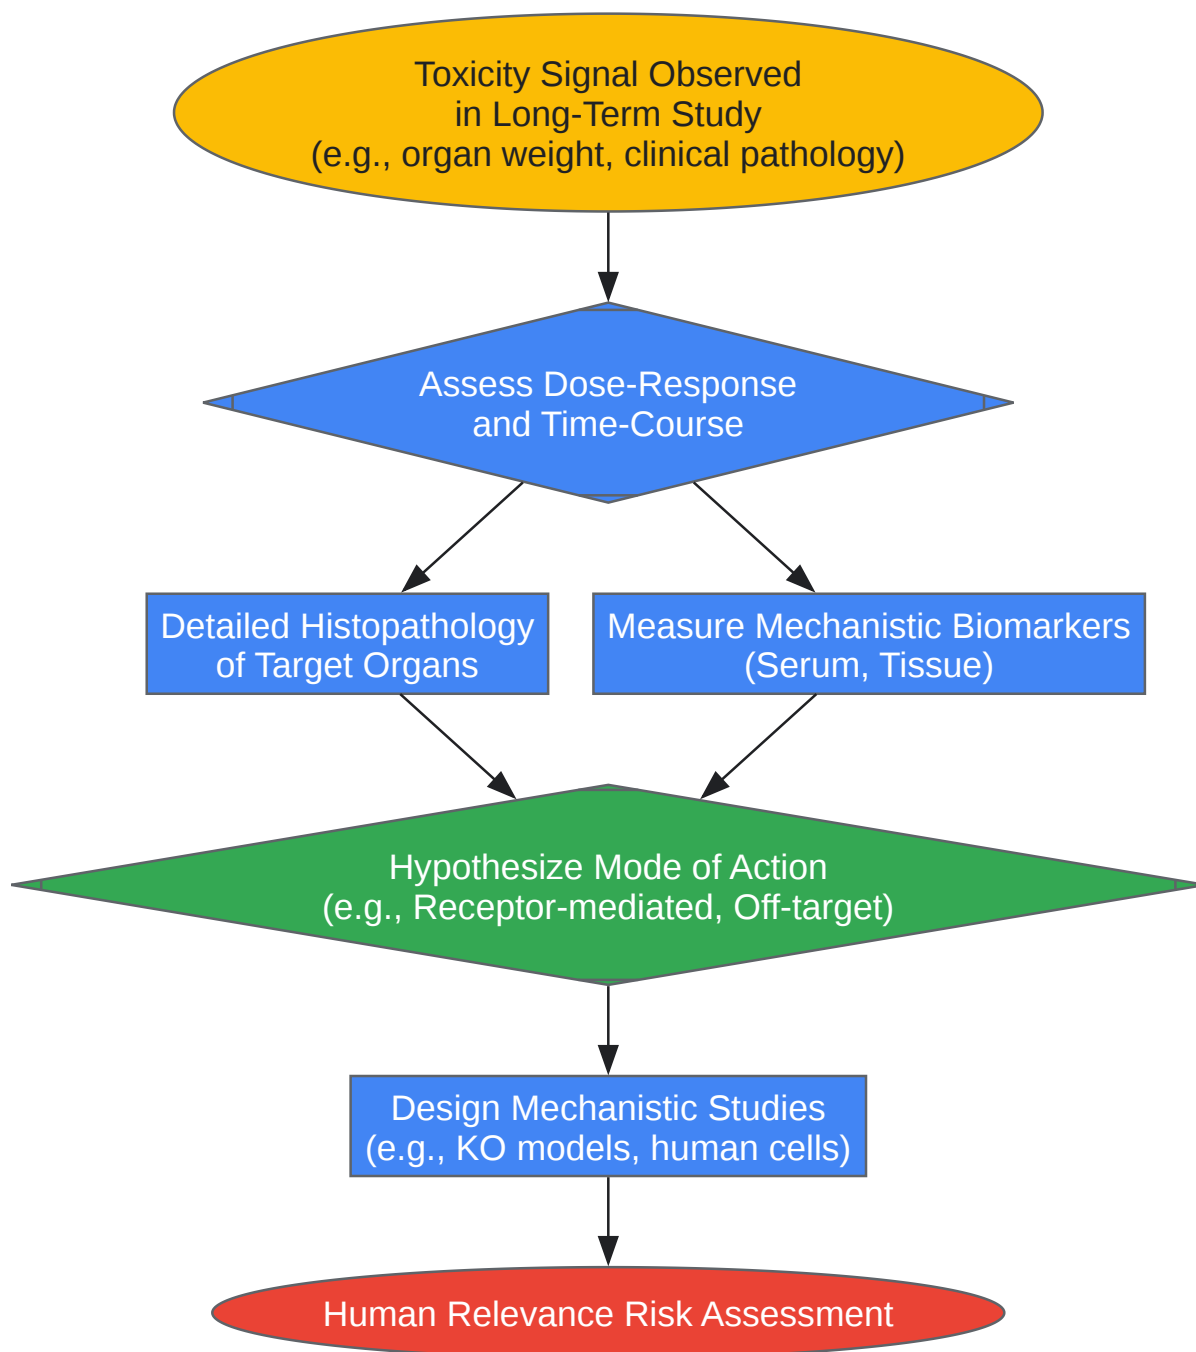 Toxicity Signal Observed
in Long-Term Study
(e.g., organ weight, clinical pathology)
Assess Dose-Response
and Time-Course
Detailed Histopathology
of Target Organs
Measure Mechanistic Biomarkers
(Serum, Tissue)
Hypothesize Mode of Action
(e.g., Receptor-mediated, Off-target)
Design Mechanistic Studies
(e.g., KO models, human cells)
Human Relevance Risk Assessment